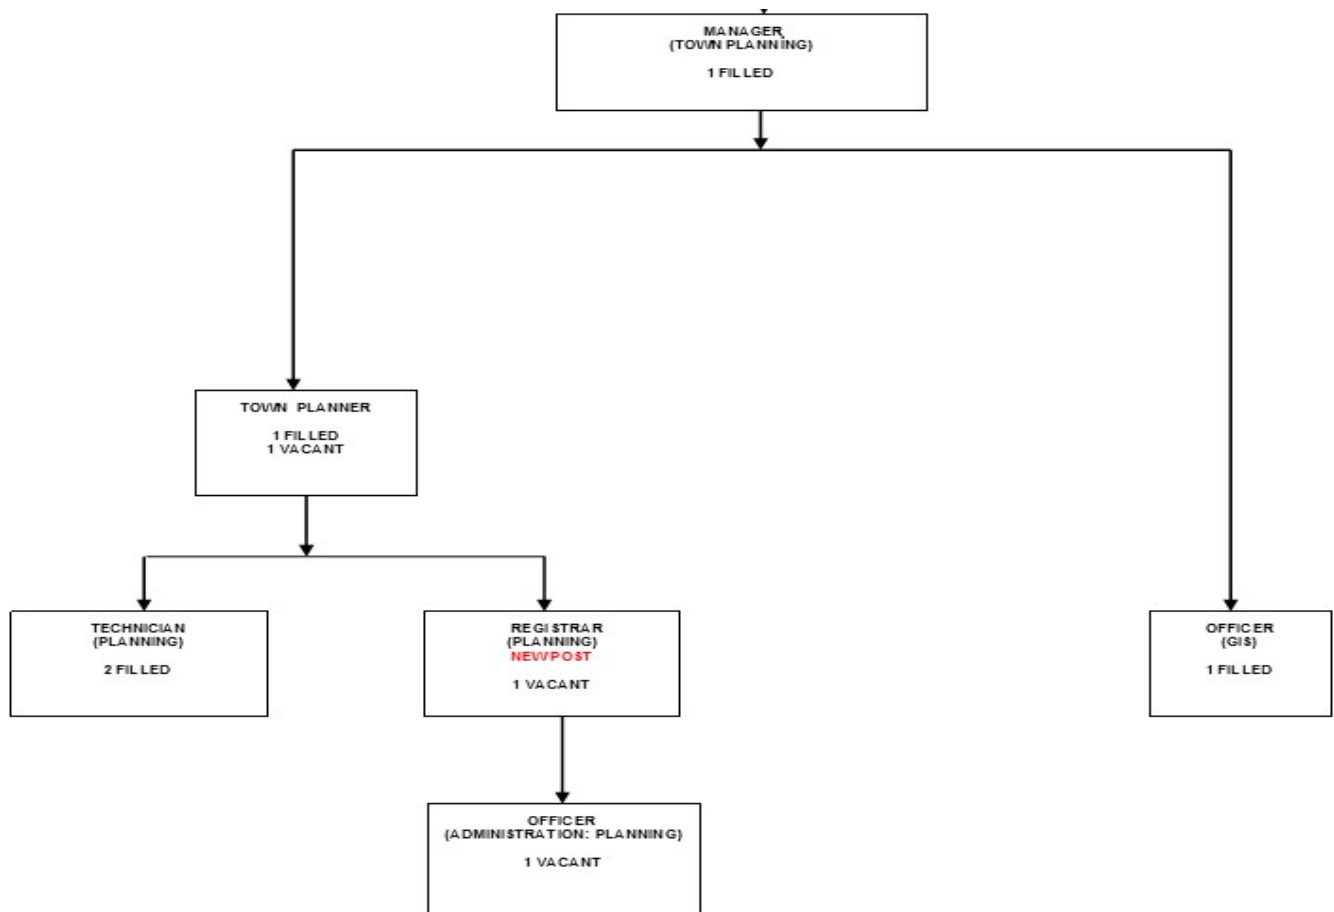 MANAGER
(TOWN PLANNING)
1 FILLED
TOWN PLANNER
1 FILLED
1 VACANT
TECHNICIAN
(PLANNING)
2 FILLED
REGISTRAR
(PLANNING)
NEW POST
1 VACANT
OFFICER
(GIS)
1 FILLED
OFFICER
(ADMINISTRATION: PLANNING)
1 VACANT